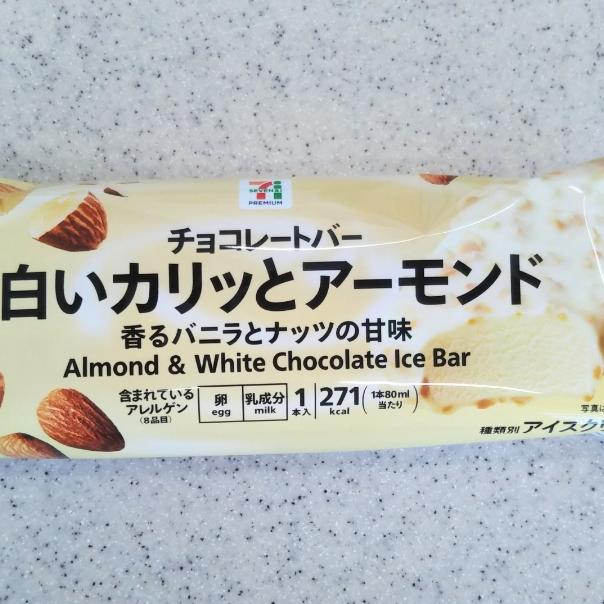 7
SEVEN & i
PREMIUM
チョコレートバー
白いカリッとアーモンド
香るバニラとナッツの甘味
Almond & White Chocolate Ice Bar
含まれている
アレルゲン
(8品目)
卵
egg
乳成分
milk
1
本入
271
kcal
(1本80ml
当たり)
写真は
種類別 アイスク